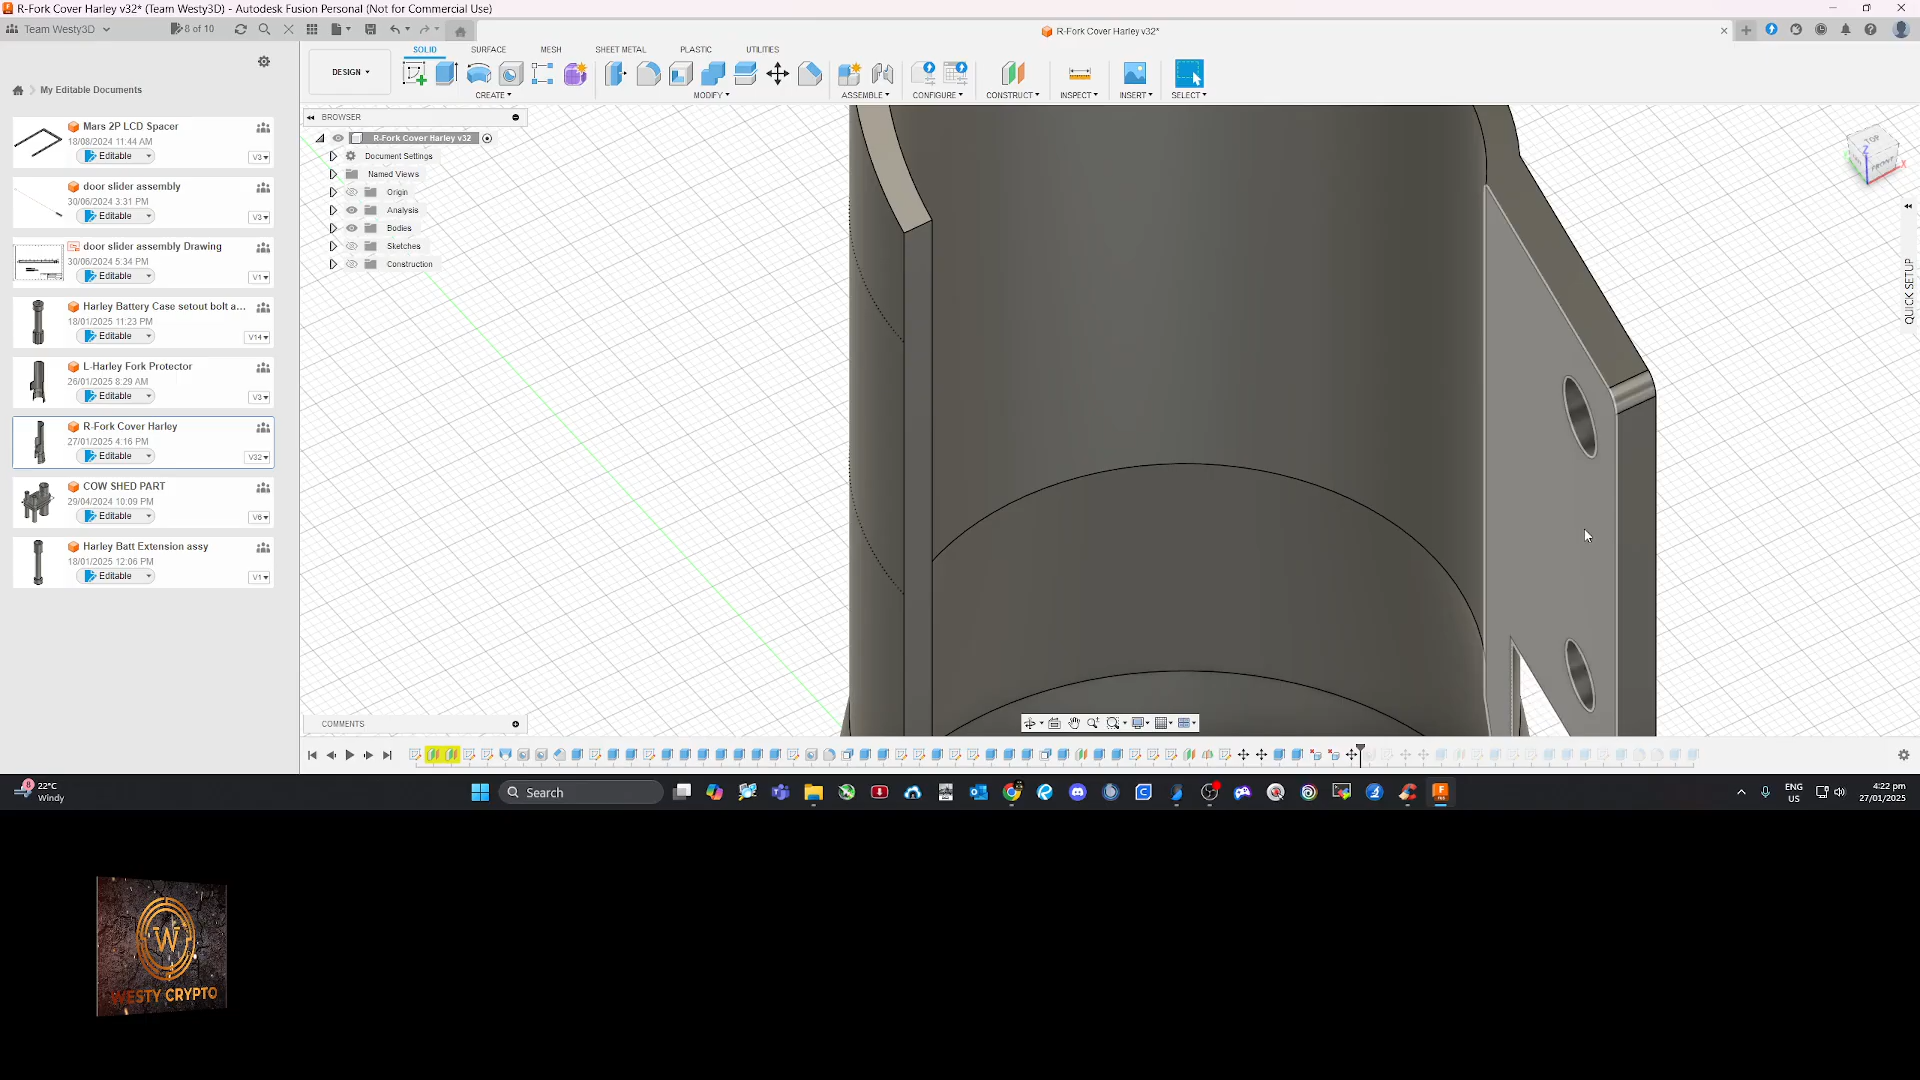 R-Fork Cover Harley v32* (Team Westy3D) - Autodesk Fusion Personal (Not for Commercial Use)
Team Westy3D
8 of 10
R-Fork Cover Harley v32*
SOLID
SURFACE
MESH
SHEET METAL
PLASTIC
UTILITIES
DESIGN
CREATE
MODIFY
ASSEMBLE
CONFIGURE
CONSTRUCT
INSPECT
INSERT
SELECT
My Editable Documents
Mars 2P LCD Spacer
18/08/2024 11:44 AM
Editable
V3
door slider assembly
30/06/2024 3:31 PM
Editable
V3
door slider assembly Drawing
30/06/2024 5:34 PM
Editable
V1
Harley Battery Case setout bolt a...
18/01/2025 11:23 PM
Editable
V14
L-Harley Fork Protector
26/01/2025 8:29 AM
Editable
V3
R-Fork Cover Harley
27/01/2025 4:16 PM
Editable
V32
COW SHED PART
29/04/2024 10:09 PM
Editable
V6
Harley Batt Extension assy
18/01/2025 12:06 PM
Editable
V1
BROWSER
R-Fork Cover Harley v32
Document Settings
Named Views
Origin
Analysis
Bodies
Sketches
Construction
TOP
FRONT
Z
X
QUICK SETUP
COMMENTS
22°C
Windy
Search
ENG
US
4:22 pm
27/01/2025
W
WESTY CRYPTO